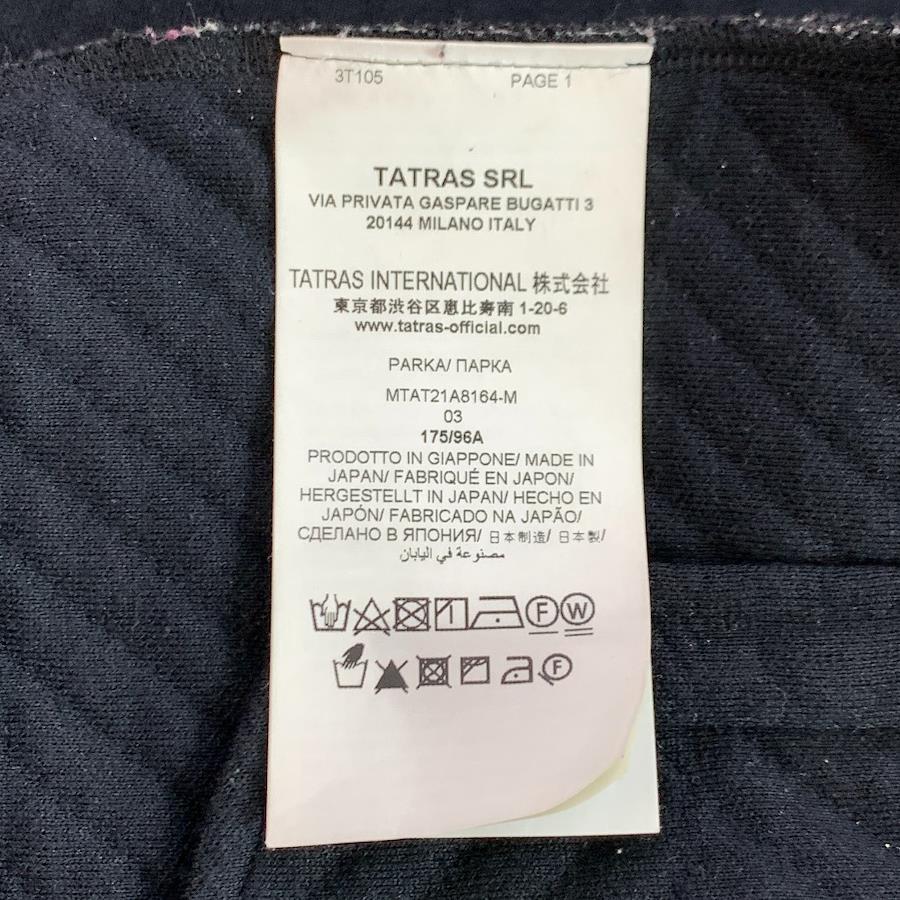 3T105 PAGE 1
TATRAS SRL
VIA PRIVATA GASPARE BUGATTI 3
20144 MILANO ITALY
TATRAS INTERNATIONAL 株式会社
東京都渋谷区恵比寿南 1-20-6
www.tatras-official.com
PARKA/ ПАРКА
MTAT21A8164-M
03
175/96A
PRODOTTO IN GIAPPONE/ MADE IN
JAPAN/ FABRIQUÉ EN JAPON/
HERGESTELLT IN JAPAN/ HECHO EN
JAPÓN/ FABRICADO NA JAPÃO/
СДЕЛАНО В ЯПОНИЯ/ 日本制造/ 日本製/
مصنوعة في اليابان
F W
F